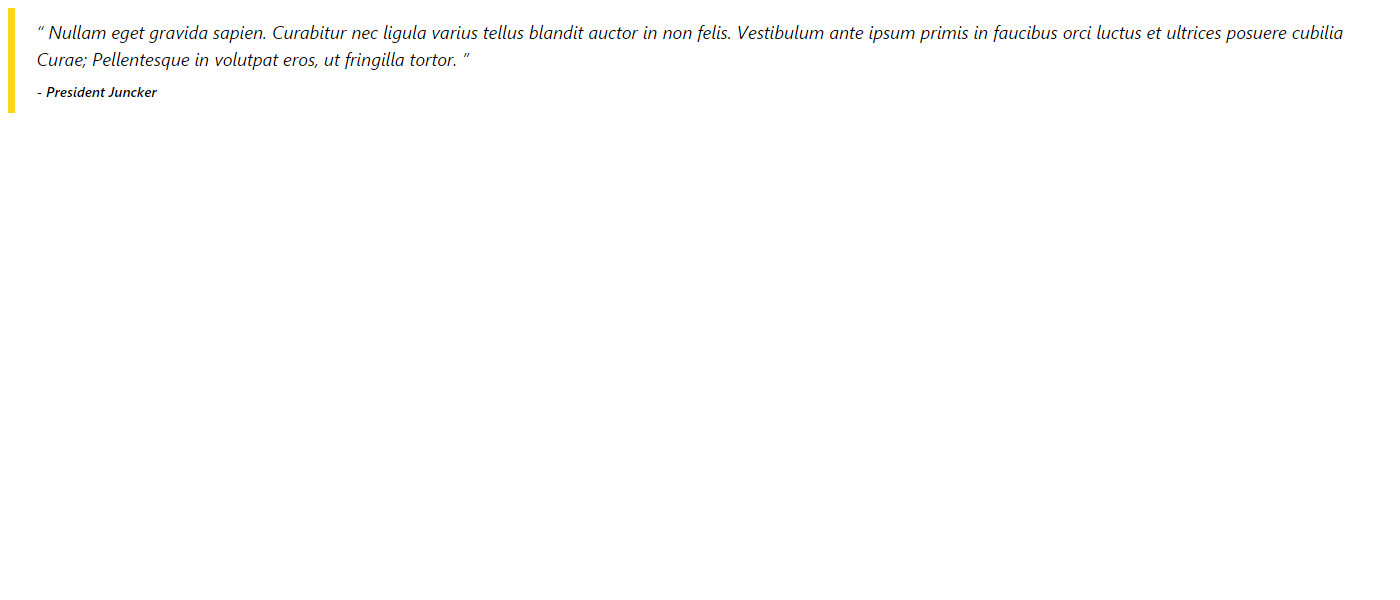 “ Nullam eget gravida sapien. Curabitur nec ligula varius tellus blandit auctor in non felis. Vestibulum ante ipsum primis in faucibus orci luctus et ultrices posuere cubilia
Curae; Pellentesque in volutpat eros, ut fringilla tortor. ”
- President Juncker